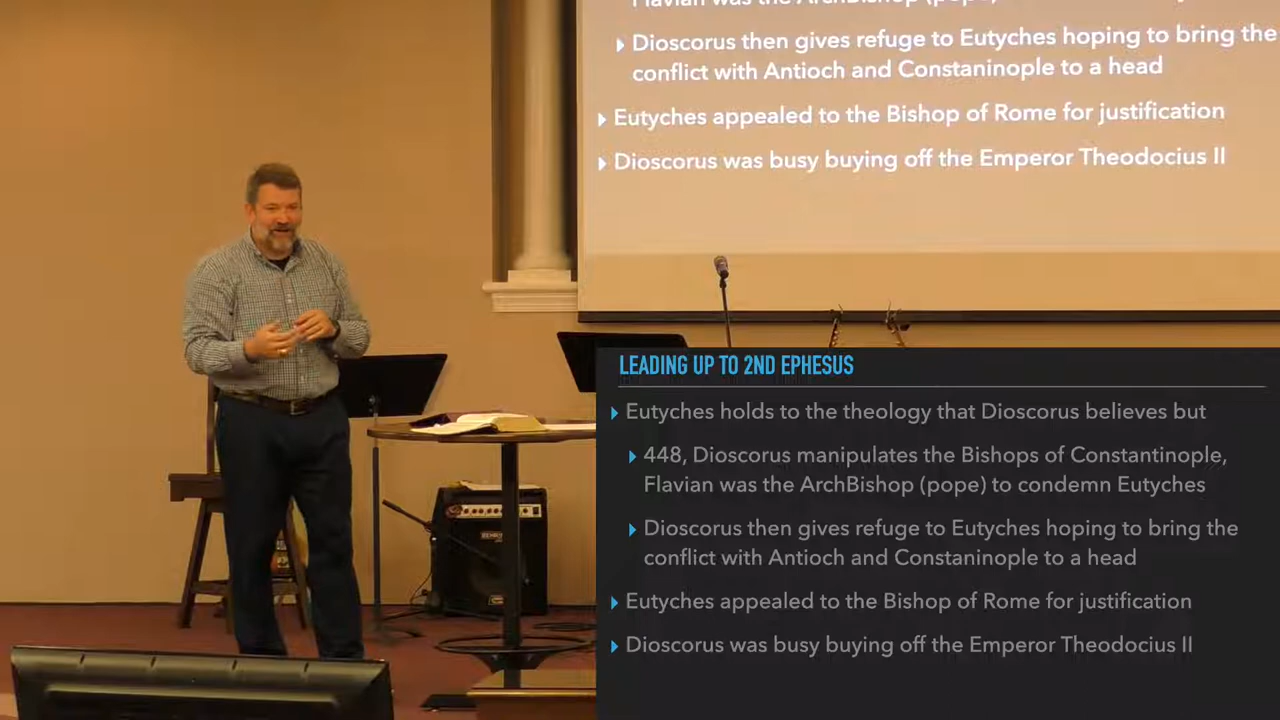 Flavian was the ArchBishop (pope)
Dioscorus then gives refuge to Eutyches hoping to bring the
conflict with Antioch and Constaninople to a head
Eutyches appealed to the Bishop of Rome for justification
Dioscorus was busy buying off the Emperor Theodocius II
LEADING UP TO 2ND EPHESUS
Eutyches holds to the theology that Dioscorus believes but
448, Dioscorus manipulates the Bishops of Constantinople,
Flavian was the ArchBishop (pope) to condemn Eutyches
Dioscorus then gives refuge to Eutyches hoping to bring the
conflict with Antioch and Constaninople to a head
Eutyches appealed to the Bishop of Rome for justification
Dioscorus was busy buying off the Emperor Theodocius II